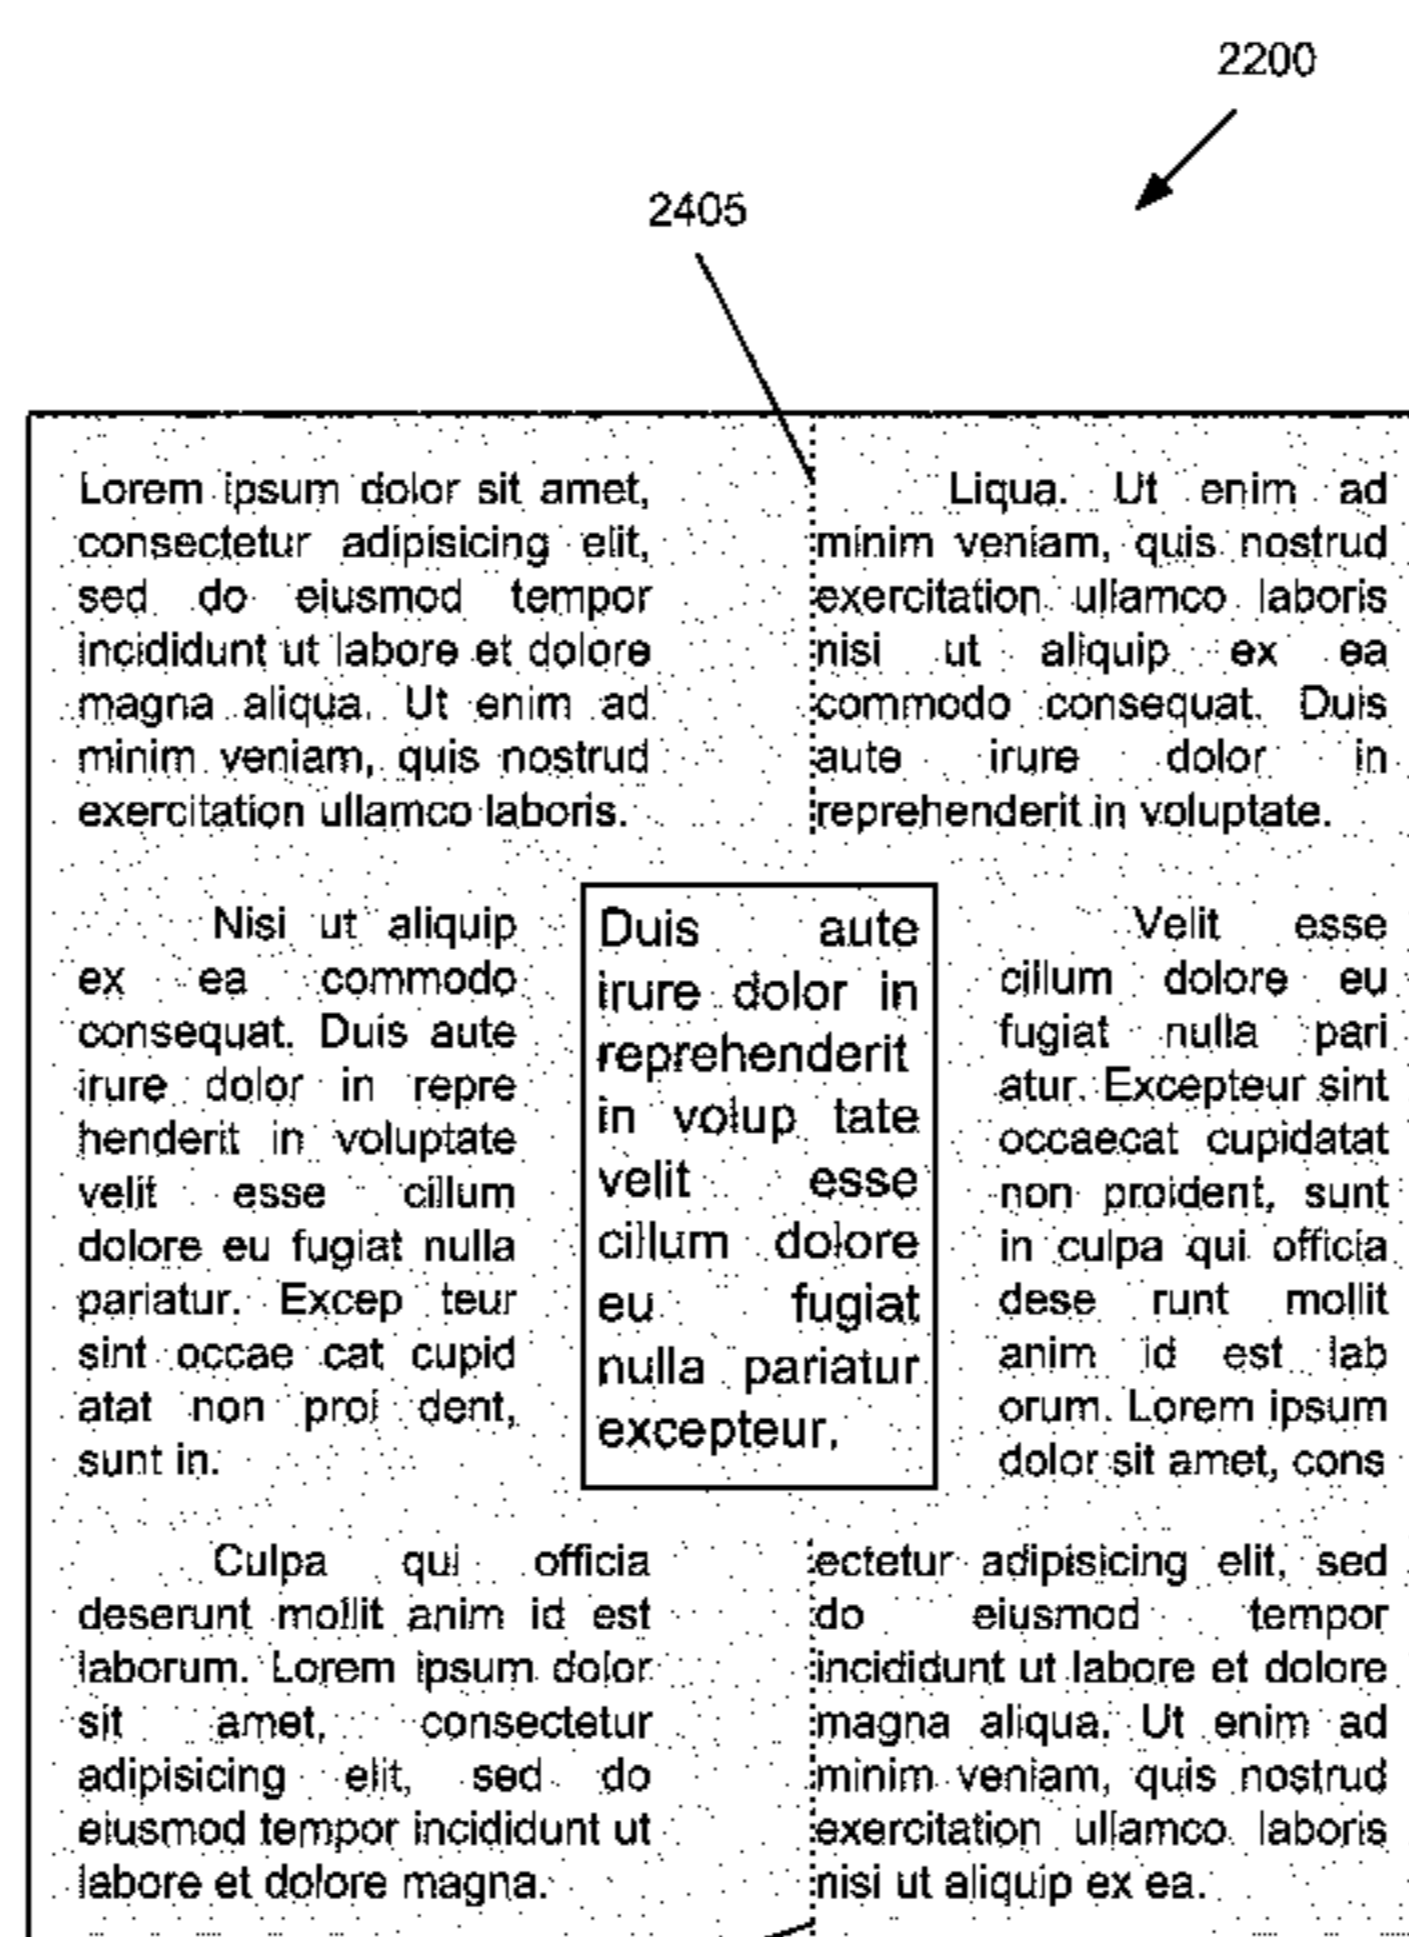 2200
2405
Lorem ipsum dolor sit amet,
consectetur adipisicing elit,
sed do eiusmod tempor
incididunt ut labore et dolore
magna aliqua. Ut enim ad
minim veniam, quis nostrud
exercitation ullamco laboris.
Nisi ut aliquip
ex ea commodo
consequat. Duis aute
irure dolor in repre
henderit in voluptate
velit esse cillum
dolore eu fugiat nulla
pariatur. Excep teur
sint occae cat cupid
atat non proi dent,
sunt in.
Culpa qui officia
deserunt mollit anim id est
laborum. Lorem ipsum dolor
sit amet, consectetur
adipisicing elit, sed do
eiusmod tempor incididunt ut
labore et dolore magna.
Duis aute
irure dolor in
reprehenderit
in volup tate
velit esse
cillum dolore
eu fugiat
nulla pariatur
excepteur.
Liqua. Ut enim ad
minim veniam, quis nostrud
exercitation ullamco laboris
nisi ut aliquip ex ea
commodo consequat. Duis
aute irure dolor in
reprehenderit in voluptate.
Velit esse
cillum dolore eu
fugiat nulla pari
atur. Excepteur sint
occaecat cupidatat
non proident, sunt
in culpa qui officia
dese runt mollit
anim id est lab
orum. Lorem ipsum
dolor sit amet, cons
ectetur adipisicing elit, sed
do eiusmod tempor
incididunt ut labore et dolore
magna aliqua. Ut enim ad
minim veniam, quis nostrud
exercitation ullamco laboris
nisi ut aliquip ex ea.